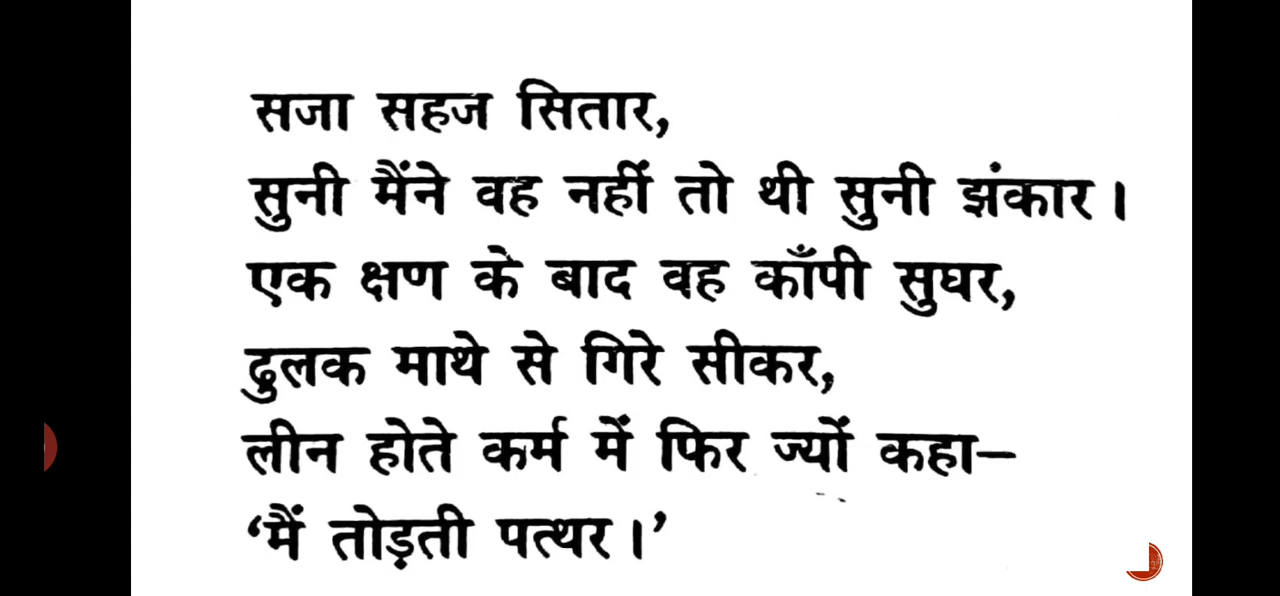 सजा सहज सितार,
सुनी मैंने वह नहीं तो थी सुनी झंकार।
एक क्षण के बाद वह काँपी सुघर,
ढुलक माथे से गिरे सीकर,
लीन होते कर्म में फिर ज्यों कहा–
‘मैं तोड़ती पत्थर।’